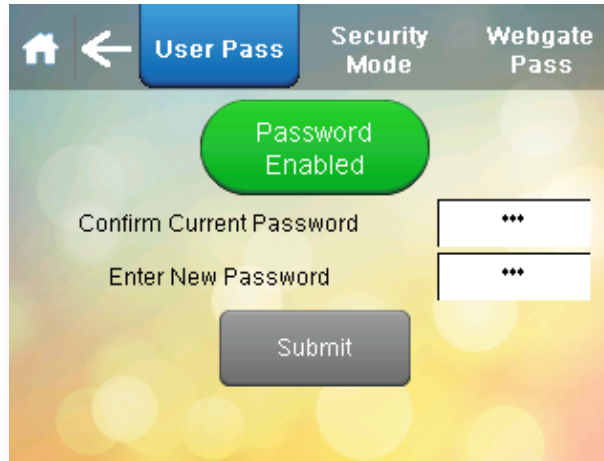 User Pass
Security
Mode
Webgate
Pass
Password
Enabled
Confirm Current Password
***
Enter New Password
***
Submit